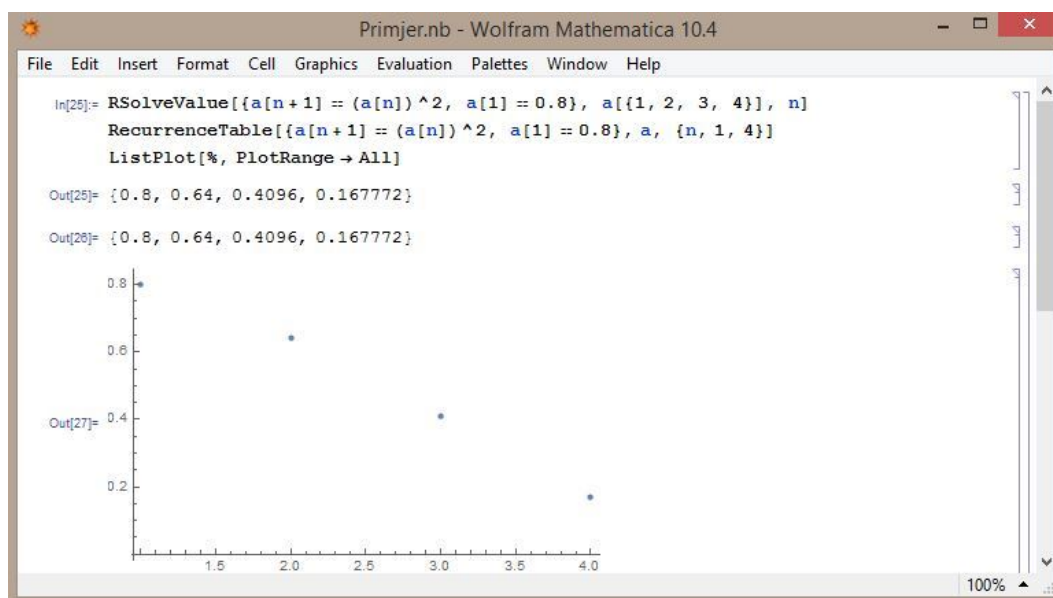 Primjer.nb - Wolfram Mathematica 10.4
File Edit Insert Format Cell Graphics Evaluation Palettes Window Help
In[25]:= RSolveValue[{a[n + 1] == (a[n]) ^2, a[1] == 0.8}, a[{1, 2, 3, 4}], n]
RecurrenceTable[{a[n + 1] == (a[n]) ^2, a[1] == 0.8}, a, {n, 1, 4}]
ListPlot[%, PlotRange → All]
Out[25]= {0.8, 0.64, 0.4096, 0.167772}
Out[26]= {0.8, 0.64, 0.4096, 0.167772}
0.8
0.6
Out[27]= 0.4
0.2
1.5 2.0 2.5 3.0 3.5 4.0
100%